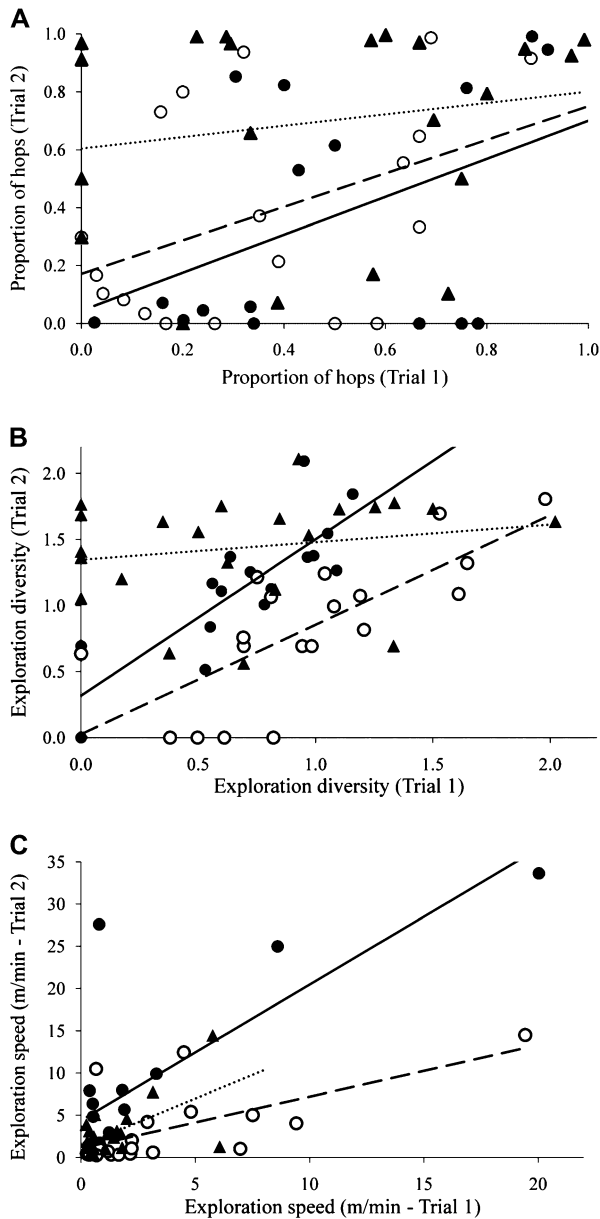 A
1.0
0.8
0.6
0.4
0.2
0.0
Proportion of hops (Trial 2)
0.0 0.2 0.4 0.6 0.8 1.0
Proportion of hops (Trial 1)
B
2.0
1.5
1.0
0.5
0.0
Exploration diversity (Trial 2)
0.0 0.5 1.0 1.5 2.0
Exploration diversity (Trial 1)
C
35
30
25
20
15
10
5
0
Exploration speed (m/min - Trial 2)
0 5 10 15 20
Exploration speed (m/min - Trial 1)